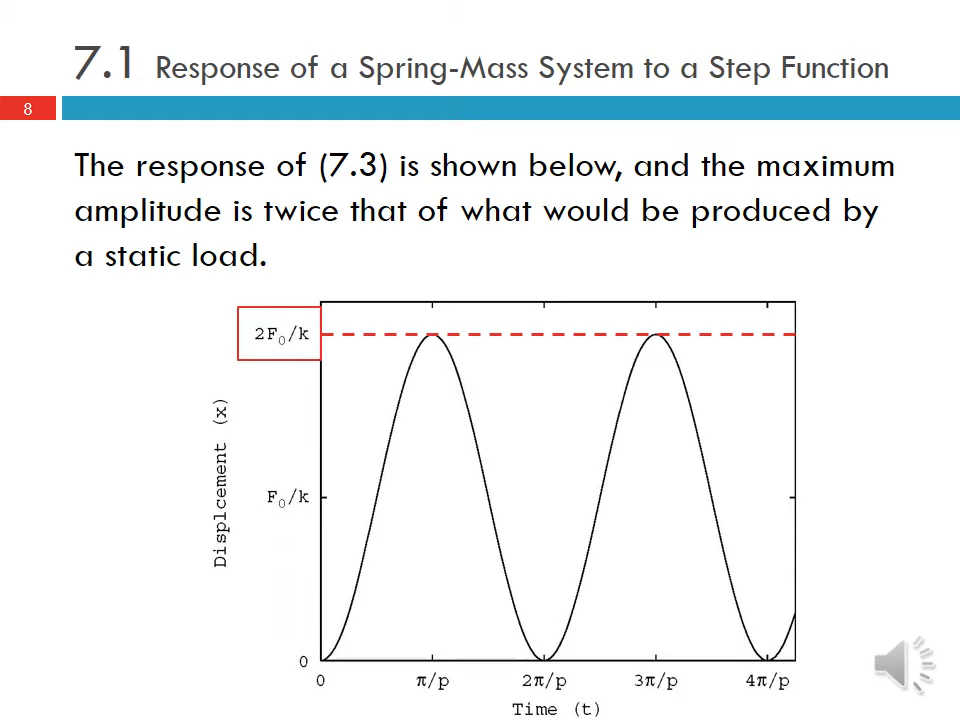 7.1 Response of a Spring-Mass System to a Step Function
8
The response of (7.3) is shown below, and the maximum
amplitude is twice that of what would be produced by
a static load.
2F₀/k
F₀/k
0
Displcement (x)
0 π/p 2π/p 3π/p 4π/p
Time (t)